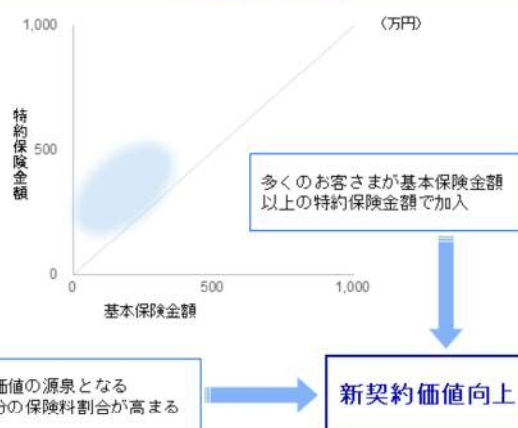 1,000
(万円)
特約保険金額
500
多くのお客さまが基本保険金額
以上の特約保険金額で加入
0
0
500
1,000
基本保険金額
価値の源泉となる
分の保険料割合が高まる
新契約価値向上